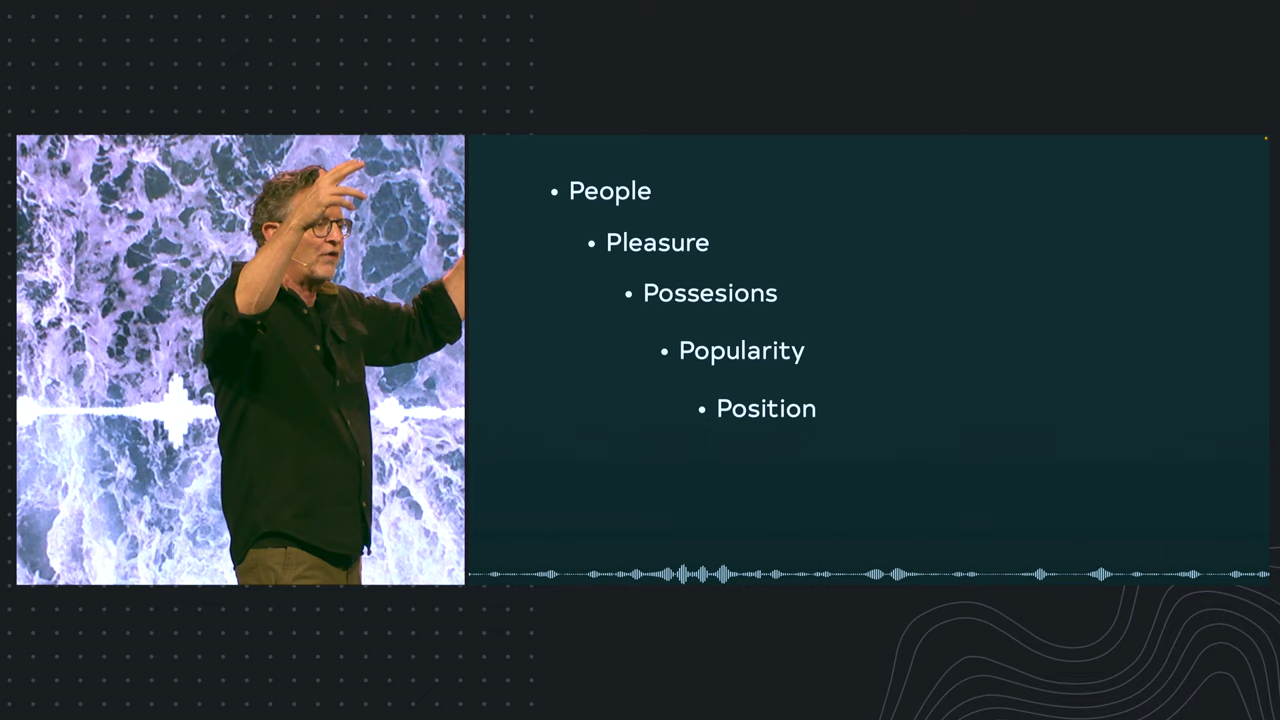 • People
• Pleasure
• Possesions
• Popularity
• Position